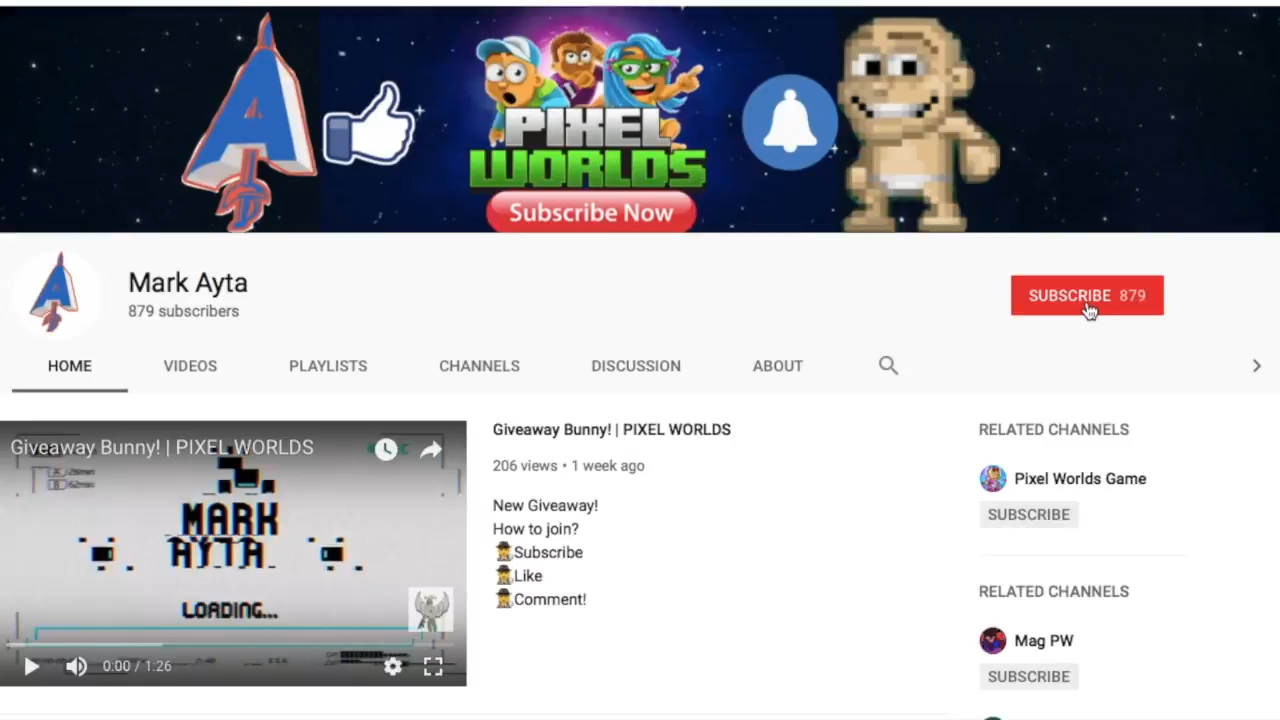 PIXEL
WORLDS
Subscribe Now
Mark Ayta
879 subscribers
SUBSCRIBE 879
HOME VIDEOS PLAYLISTS CHANNELS DISCUSSION ABOUT
Giveaway Bunny! | PIXEL WORLDS
MARK
AYTA
LOADING...
0:00 / 1:26
Giveaway Bunny! | PIXEL WORLDS
206 views • 1 week ago
New Giveaway!
How to join?
🕵Subscribe
🕵Like
🕵Comment!
RELATED CHANNELS
Pixel Worlds Game
SUBSCRIBE
RELATED CHANNELS
Mag PW
SUBSCRIBE